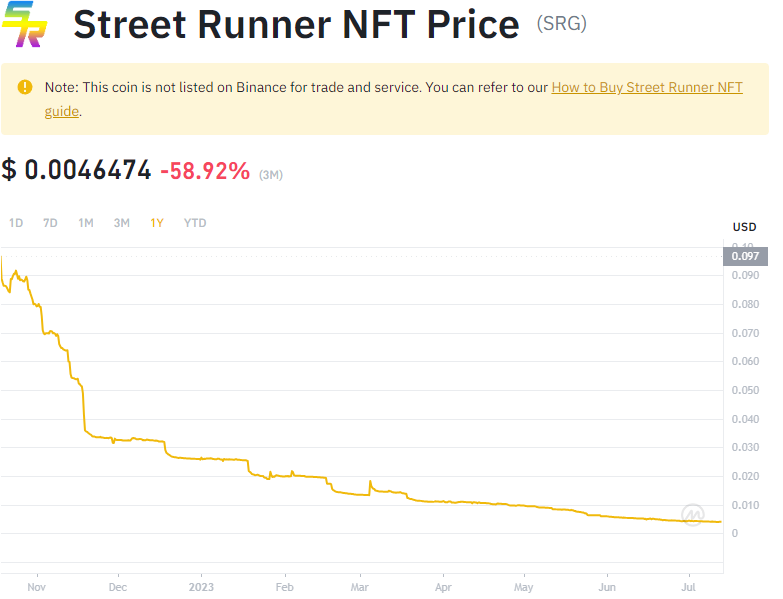 SR
Street Runner NFT Price (SRG)
Note: This coin is not listed on Binance for trade and service. You can refer to our How to Buy Street Runner NFT
guide.
$ 0.0046474 -58.92% (3M)
1D 7D 1M 3M 1Y YTD
USD
0.10
0.097
0.090
0.080
0.070
0.060
0.050
0.040
0.030
0.020
0.010
0
Nov Dec 2023 Feb Mar Apr May Jun Jul